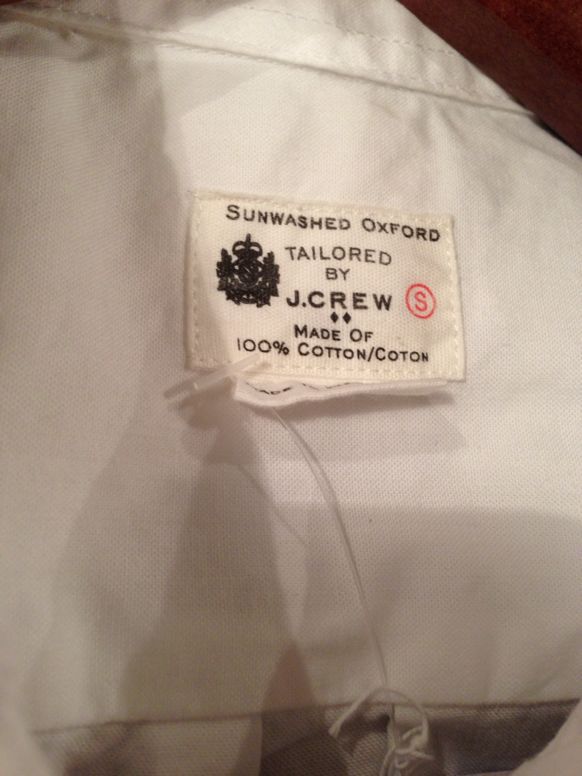 SUNWASHED OXFORD
TAILORED
BY
J.CREW S
MADE OF
100% COTTON/COTON